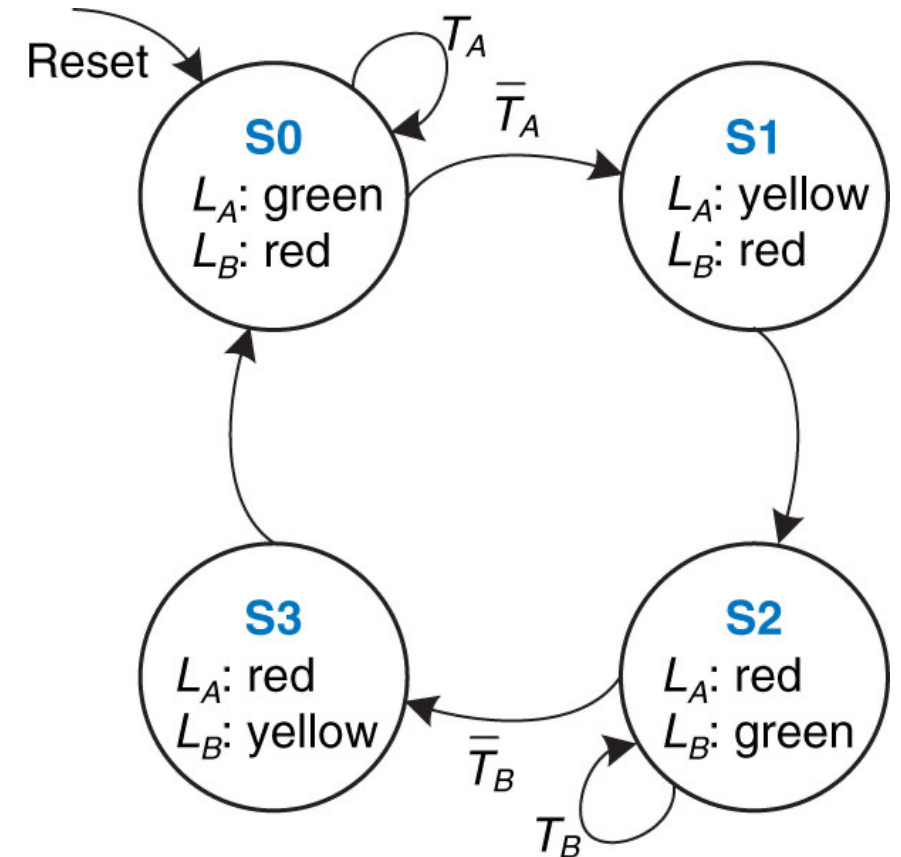 Reset
T_A
T̅_A
S0
L_A: green
L_B: red
S1
L_A: yellow
L_B: red
S3
L_A: red
L_B: yellow
S2
L_A: red
L_B: green
T̅_B
T_B